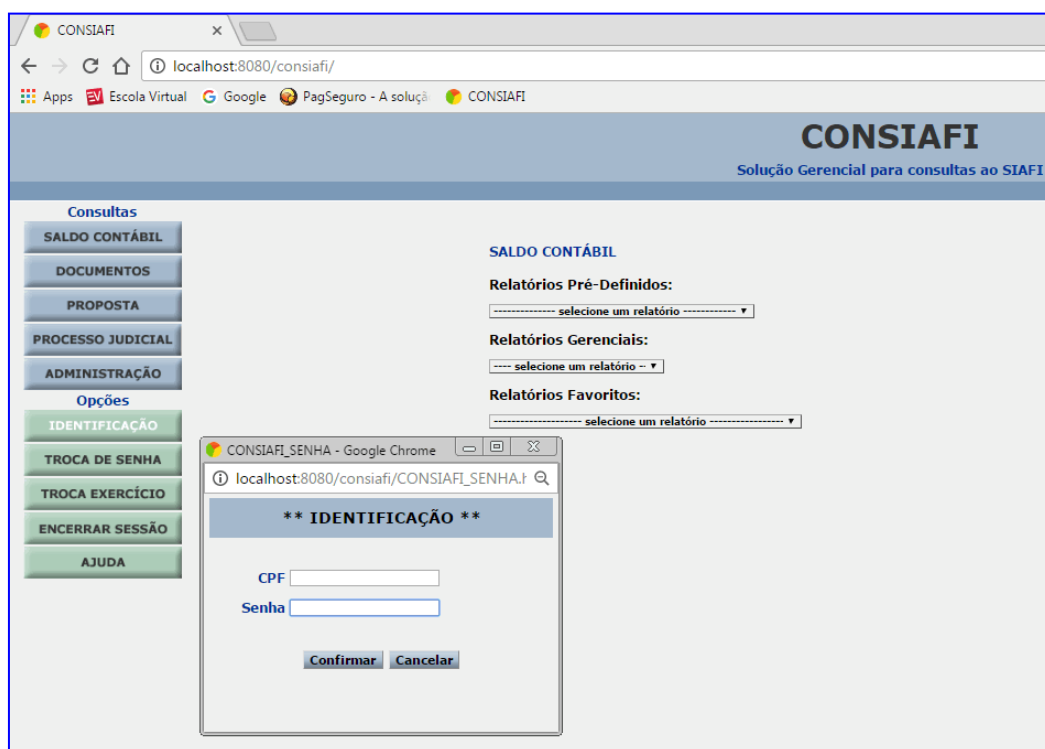 CONSIAFI
localhost:8080/consiafi/
Apps Escola Virtual Google PagSeguro - A soluçã CONSIAFI
CONSIAFI
Solução Gerencial para consultas ao SIAFI
Consultas
SALDO CONTÁBIL
DOCUMENTOS
PROPOSTA
PROCESSO JUDICIAL
ADMINISTRAÇÃO
Opções
IDENTIFICAÇÃO
TROCA DE SENHA
TROCA EXERCÍCIO
ENCERRAR SESSÃO
AJUDA
SALDO CONTÁBIL
Relatórios Pré-Definidos:
-------------- selecione um relatório ------------
Relatórios Gerenciais:
---- selecione um relatório --
Relatórios Favoritos:
-------------------- selecione um relatório -----------------
CONSIAFI_SENHA - Google Chrome
localhost:8080/consiafi/CONSIAFI_SENHA.h
** IDENTIFICAÇÃO **
CPF
Senha
Confirmar Cancelar